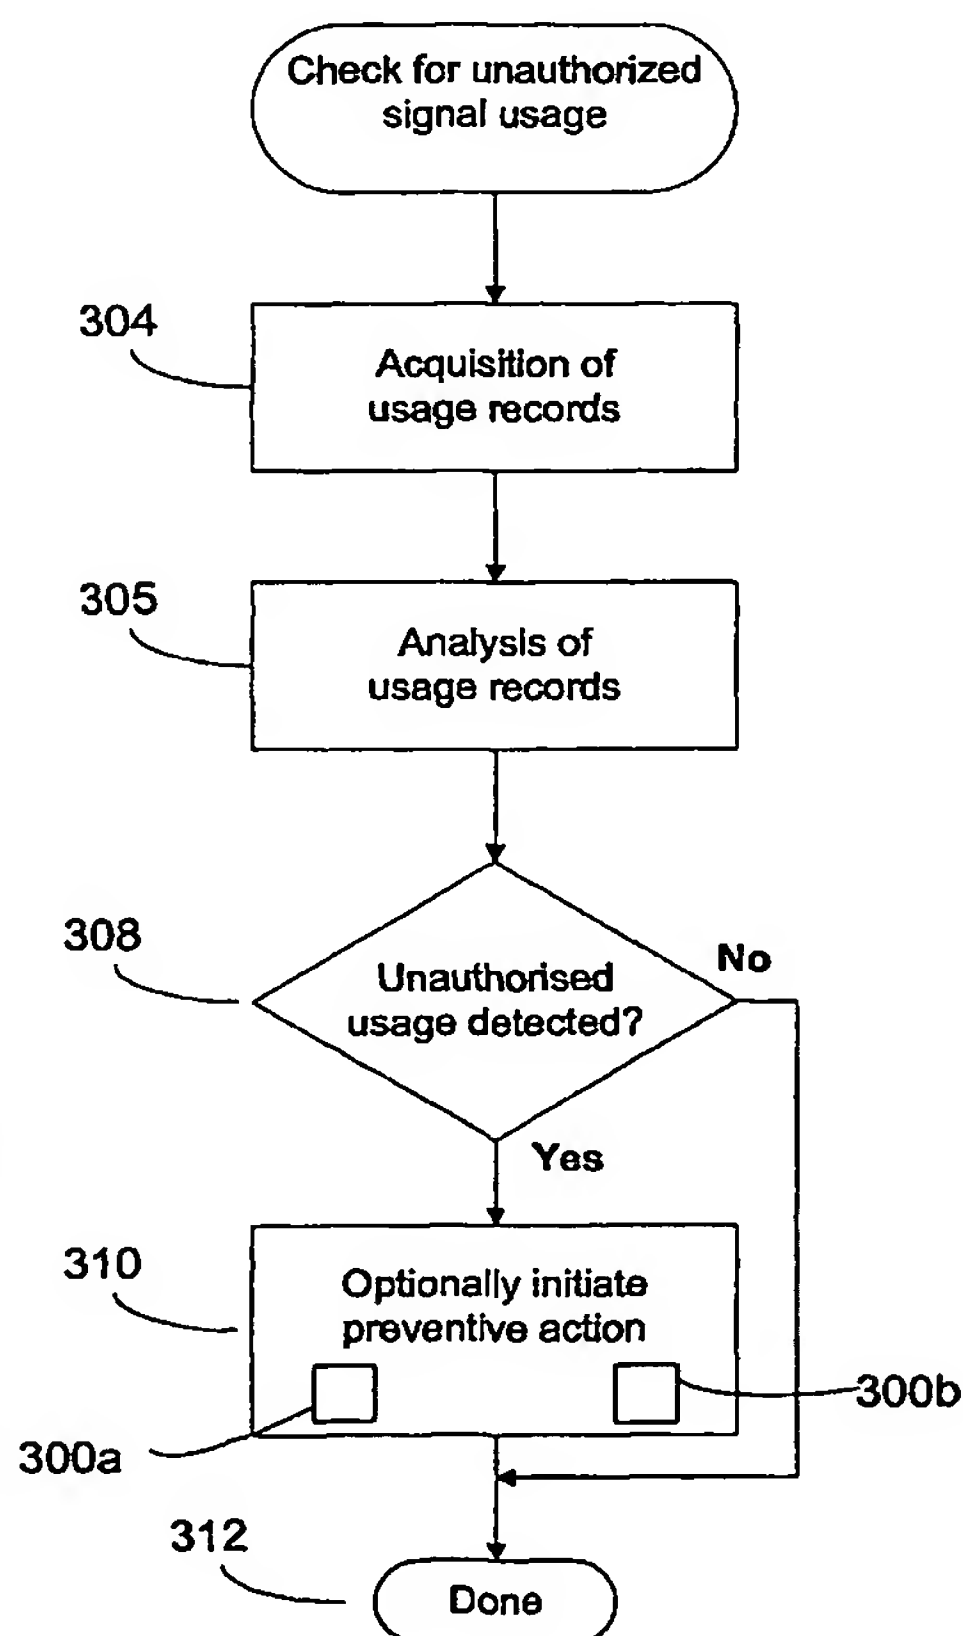 Check for unauthorized
signal usage
304
Acquisition of
usage records
305
Analysis of
usage records
308
Unauthorised
usage detected?
No
Yes
310
Optionally initiate
preventive action
300a
300b
312
Done